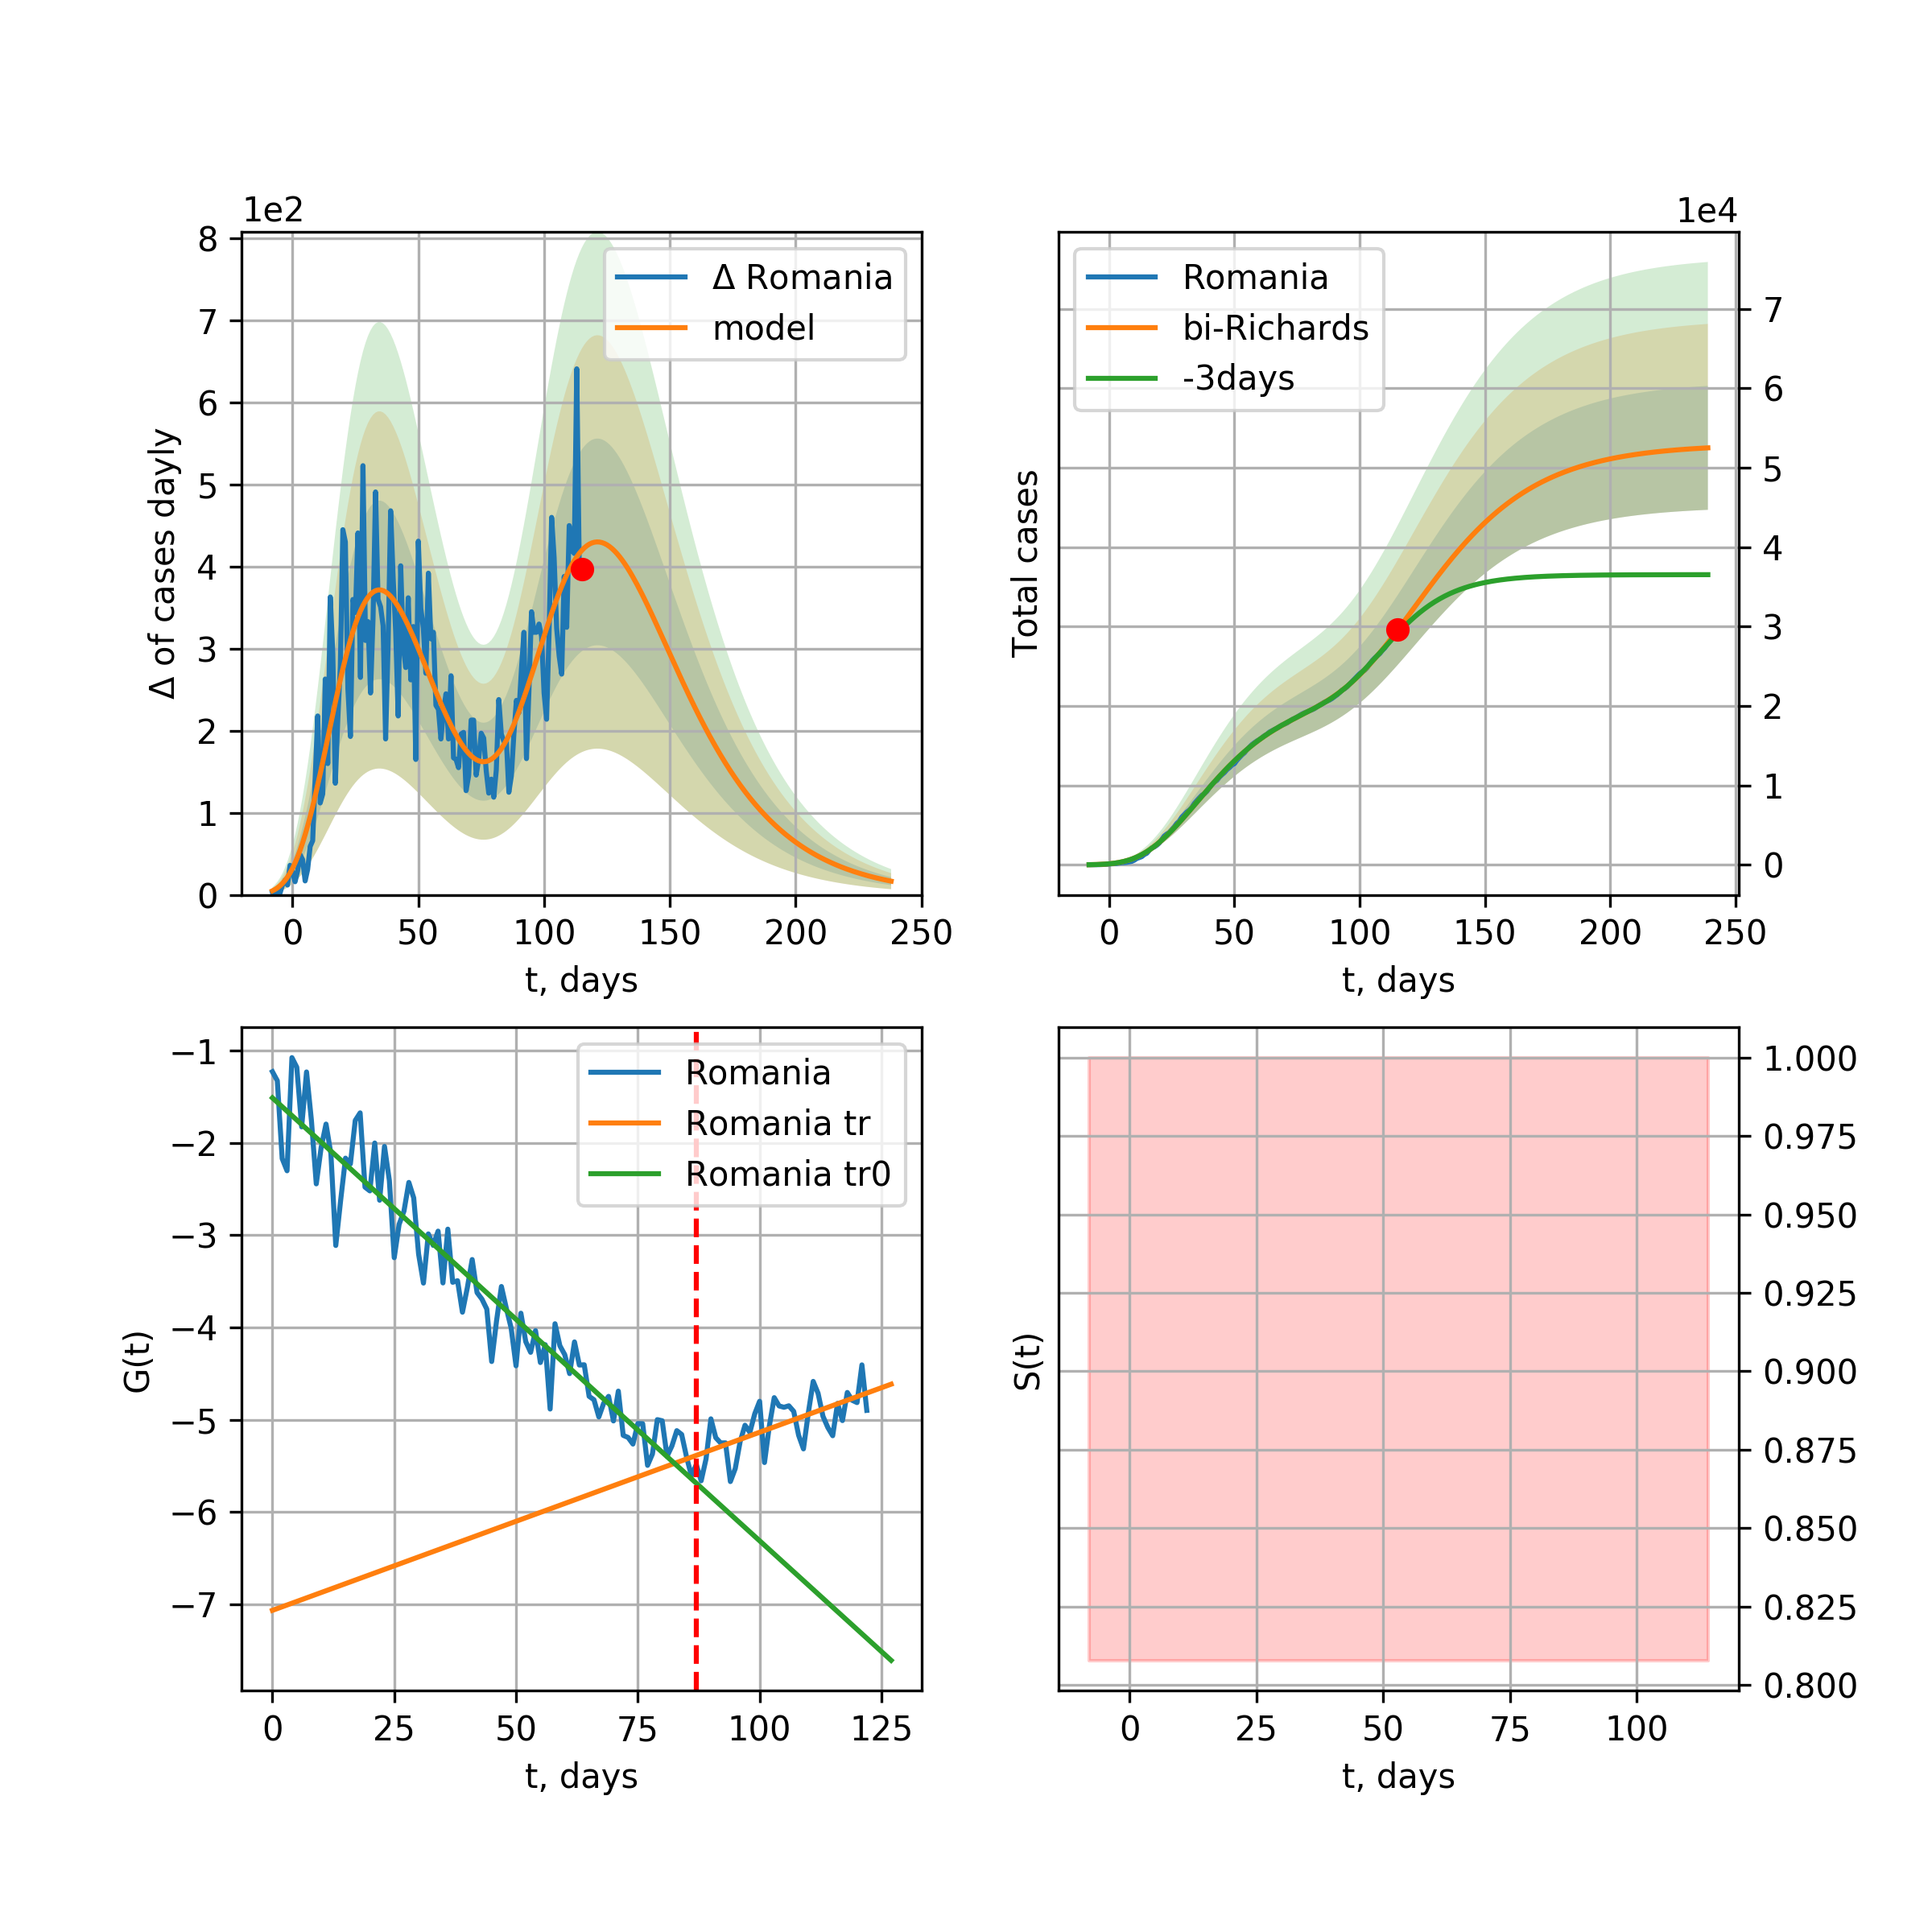 1e2
8
7
6
5
4
3
2
1
0
Δ of cases dayly
Δ Romania
model
0 50 100 150 200 250
t, days
1e4
Romania
bi-Richards
-3days
Total cases
7
6
5
4
3
2
1
0
0 50 100 150 200 250
t, days
−1
−2
−3
−4
−5
−6
−7
G(t)
Romania
Romania tr
Romania tr0
0 25 50 75 100 125
t, days
S(t)
1.000
0.975
0.950
0.925
0.900
0.875
0.850
0.825
0.800
0 25 50 75 100
t, days